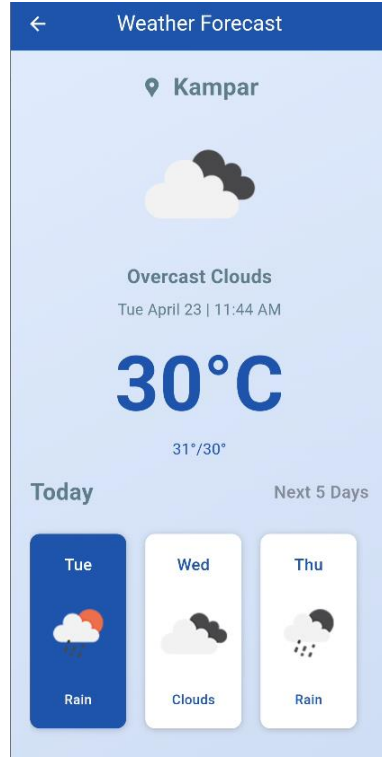 Weather Forecast
Kampar
Overcast Clouds
Tue April 23 | 11:44 AM
30°C
31°/30°
Today Next 5 Days
Tue Wed Thu
Rain Clouds Rain